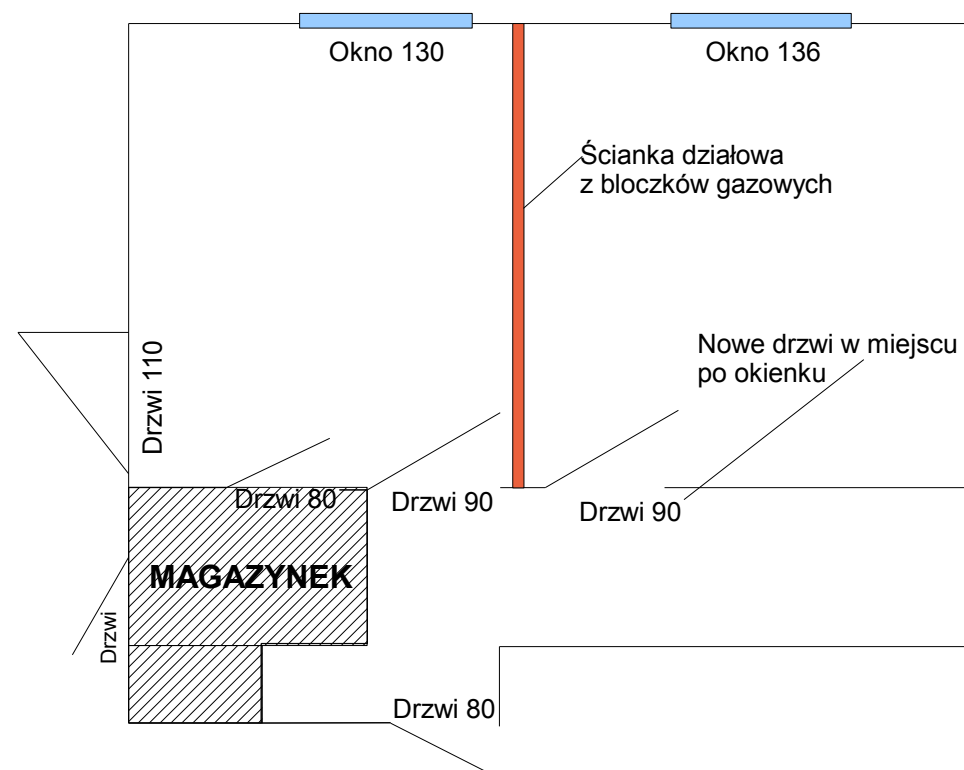 Okno 130
Okno 136
Ścianka działowa
z bloczków gazowych
Nowe drzwi w miejscu
po okienku
Drzwi 110
Drzwi 80
Drzwi 90
Drzwi 90
MAGAZYNEK
Drzwi
Drzwi 80